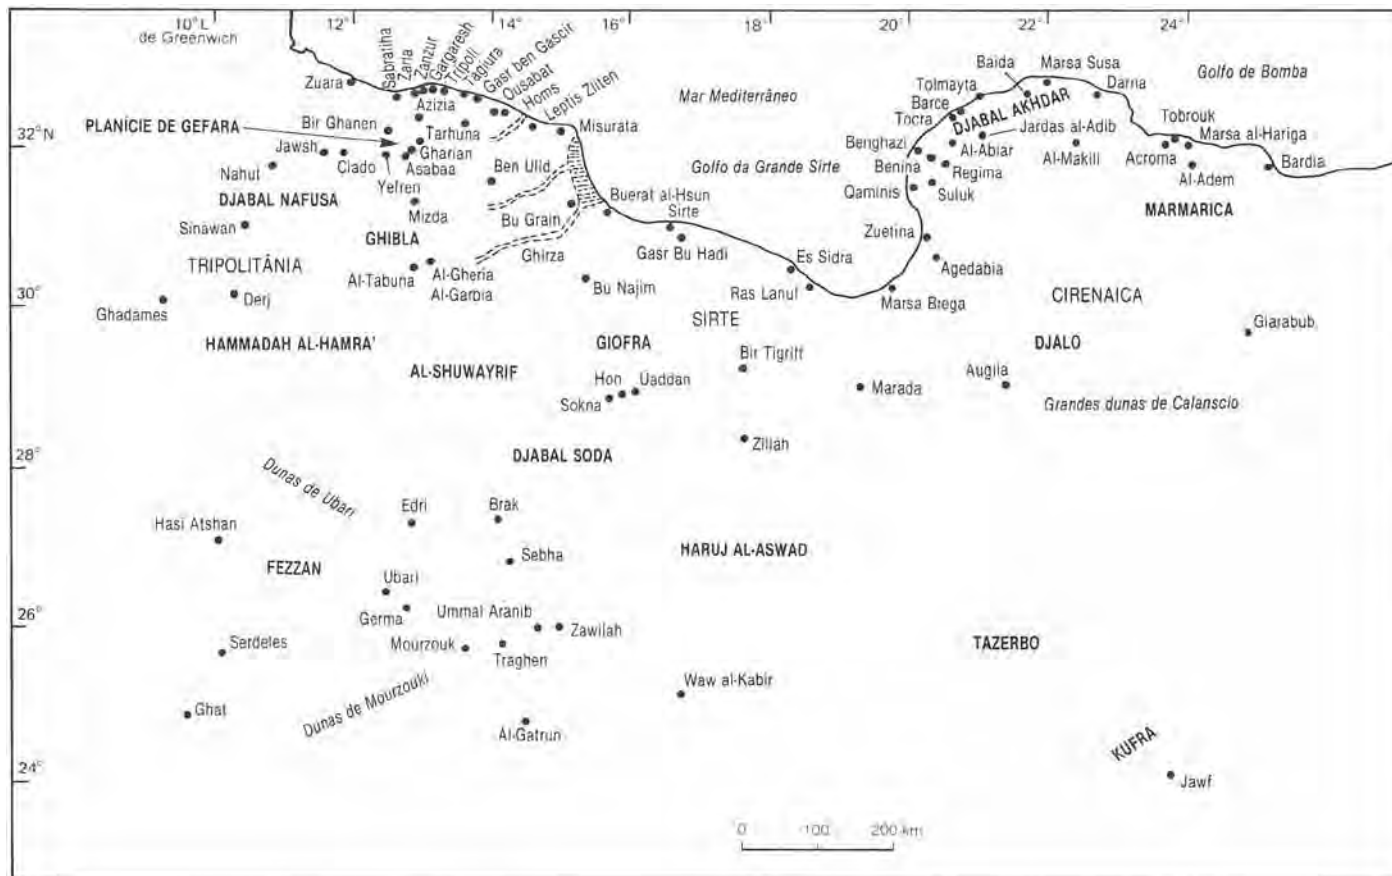 10°L
12°
14°
16°
18°
20°
22°
24°
de Greenwich
Zuara
Sabratiha
Zaria
Zanzur
Gargaresh
Tripoli
Tagiura
Gasr ben Gascir
Ousabat
Homs
Leptis Zliten
Misurata
Azizia
Bir Ghanen
PLANÍCIE DE GEFARA
Tarhuna
Gharian
Asabaa
32°N
Jawsh
Nahut
Clado
Yefren
Mizda
Ben Ulid
DJABAL NAFUSA
Sinawan
GHIBLA
Bu Grain
Ghirza
Buerat al-Hsun
Sirte
Gasr Bu Hadi
TRIPOLITÂNIA
Al-Tabuna
Al-Gheria
Al-Garbia
Bu Najim
Es Sidra
Ras Lanuf
SIRTE
Mar Mediterrâneo
Golfo da Grande Sirte
Golfo de Bomba
Baida
Marsa Susa
Darna
Tolmayta
Barce
Tocra
DJABAL AKHDAR
Jardas al-Adib
Benghazi
Benina
Al-Abiar
Regima
Al-Makili
Tobrouk
Marsa al-Hariga
Acroma
Al-Adem
Bardia
Qaminis
Suluk
MARMARICA
Zuetina
Agedabia
Marsa Brega
CIRENAICA
30°
Ghadames
Derj
HAMMADAH AL-HAMRA'
AL-SHUWAYRIF
GIOFRA
Hon
Uaddan
Sokna
Bir Tigriff
Marada
DJALO
Augila
Giarabub
Grandes dunas de Calanscio
Zillah
28°
DJABAL SODA
Dunas de Ubari
Edri
Brak
Hasi Atshan
Sebha
HARUJ AL-ASWAD
FEZZAN
Ubari
Germa
Ummal Aranib
Zawilah
26°
Serdeles
Mourzouk
Traghen
TAZERBO
Dunas de Mourzouki
Waw al-Kabir
Ghat
Al-Gatrun
KUFRA
Jawf
24°
0 100 200 km